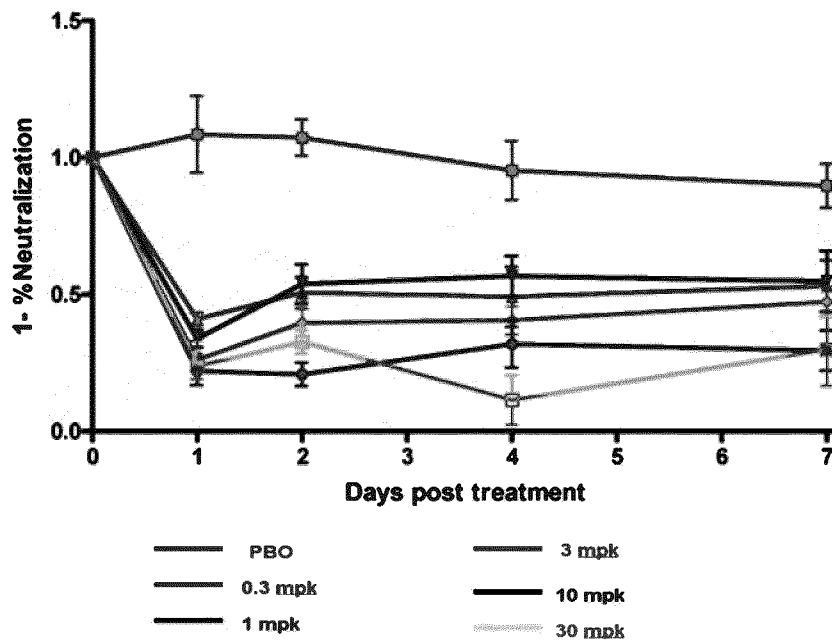 1.5
1.0
0.5
0.0
1- %Neutralization
0 1 2 3 4 5 6 7
Days post treatment
PBO
0.3 mpk
1 mpk
3 mpk
10 mpk
30 mpk